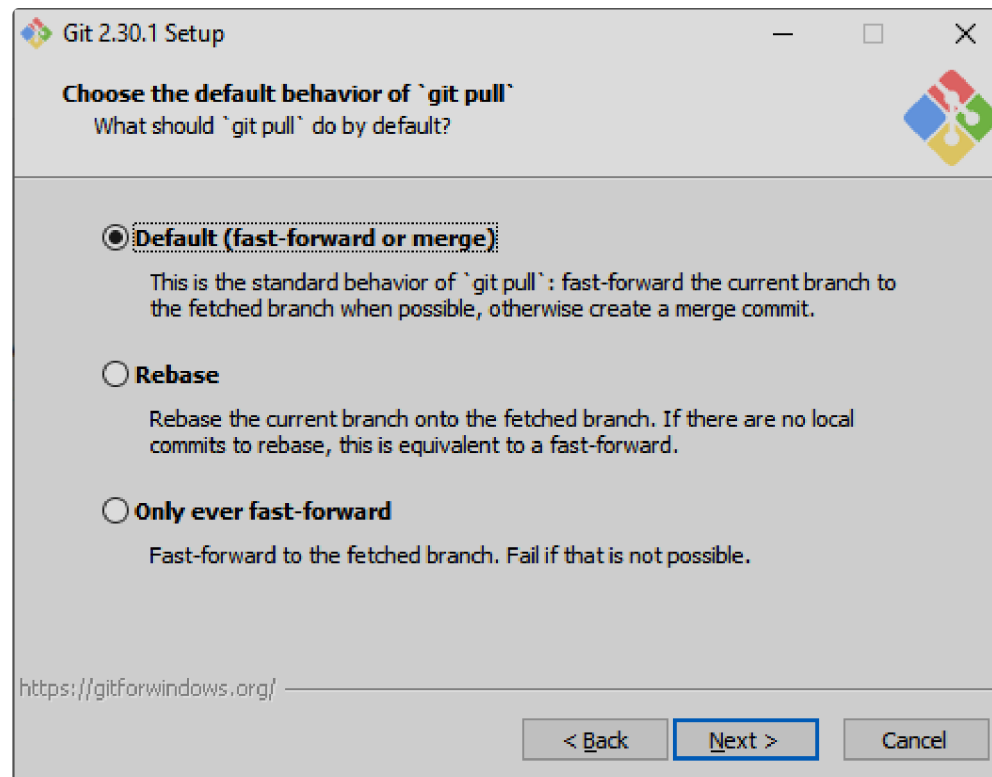 Git 2.30.1 Setup
Choose the default behavior of `git pull`
What should `git pull` do by default?
Default (fast-forward or merge)
This is the standard behavior of `git pull`: fast-forward the current branch to
the fetched branch when possible, otherwise create a merge commit.
Rebase
Rebase the current branch onto the fetched branch. If there are no local
commits to rebase, this is equivalent to a fast-forward.
Only ever fast-forward
Fast-forward to the fetched branch. Fail if that is not possible.
https://gitforwindows.org/
< Back Next > Cancel